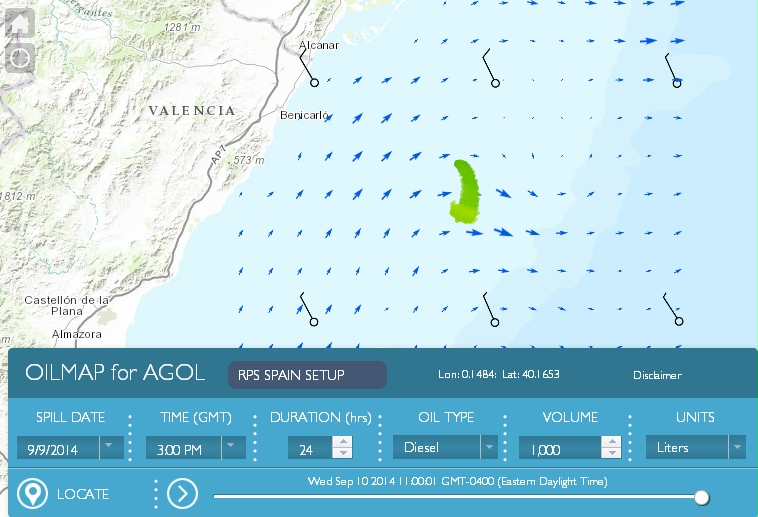 1281 m
Alcanar
VALENCIA
Benicarló
AP7
573 m
1812 m
Castellón de la
Plana
Almazora
OILMAP for AGOL
RPS SPAIN SETUP
Lon: 0.1484; Lat: 40.1653
Disclaimer
SPILL DATE
TIME (GMT)
DURATION (hrs)
OIL TYPE
VOLUME
UNITS
9/9/2014
3:00 PM
24
Diesel
1,000
Liters
LOCATE
Wed Sep 10 2014 11:00:01 GMT-0400 (Eastern Daylight Time)